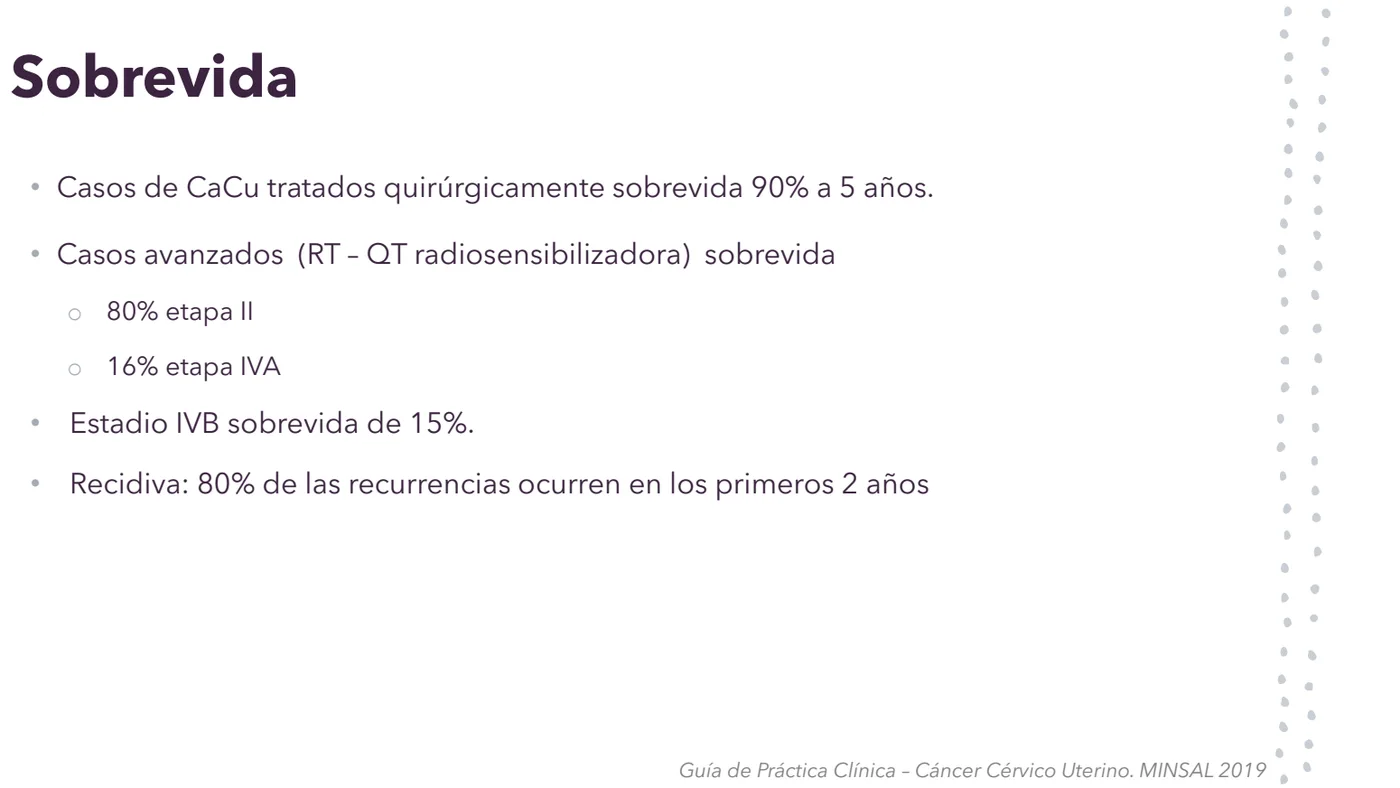 Sobrevida
• Casos de CaCu tratados quirúrgicamente sobrevida 90% a 5 años.
• Casos avanzados (RT – QT radiosensibilizadora) sobrevida
○ 80% etapa II
○ 16% etapa IVA
• Estadio IVB sobrevida de 15%.
• Recidiva: 80% de las recurrencias ocurren en los primeros 2 años
Guía de Práctica Clínica – Cáncer Cérvico Uterino. MINSAL 2019